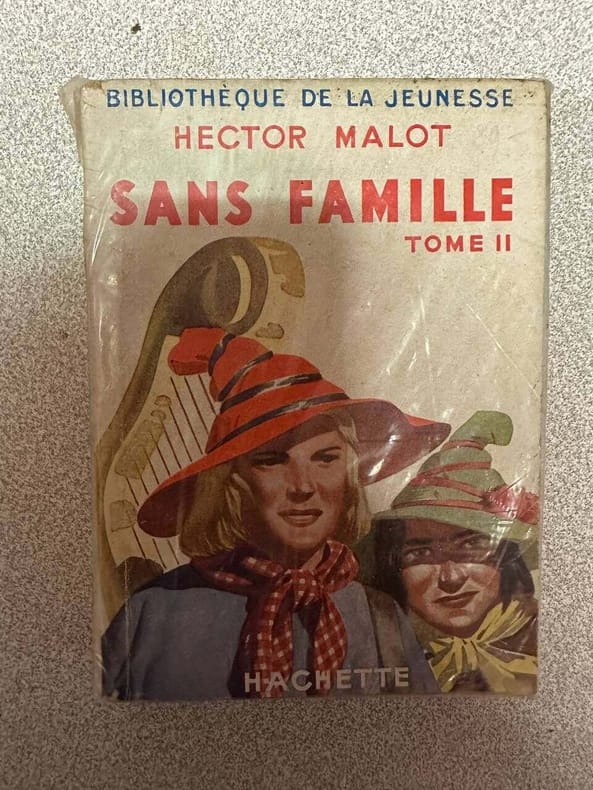 BIBLIOTHÈQUE DE LA JEUNESSE
HECTOR MALOT
SANS FAMILLE
TOME II
HACHETTE